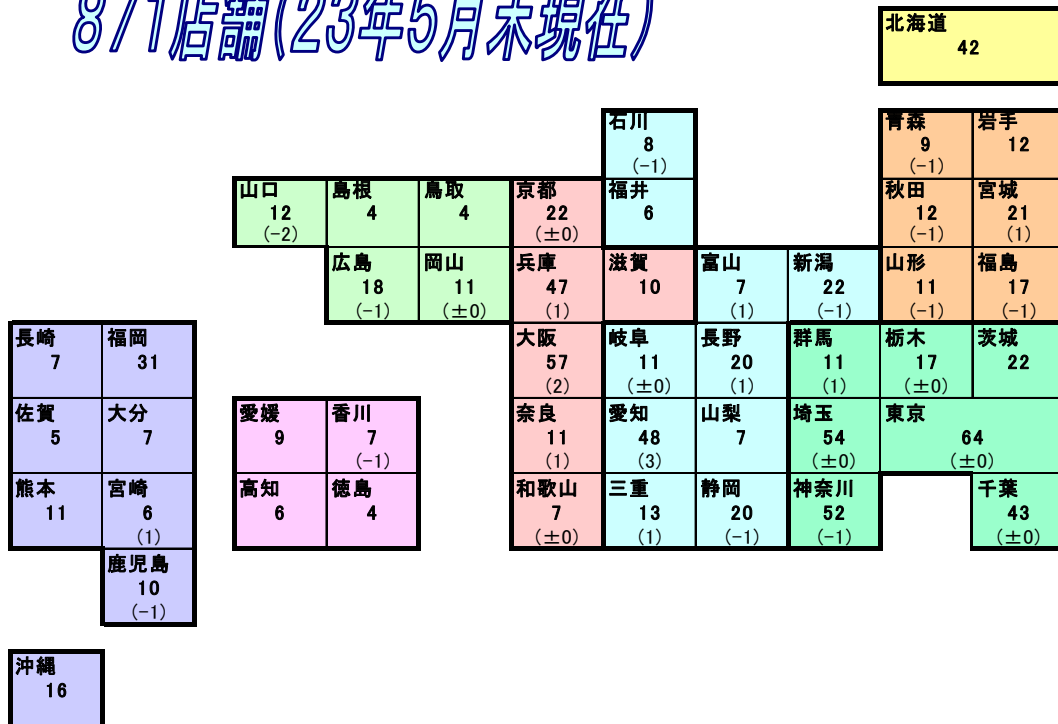 871店舗(23年5月末現在)
北海道
42
石川
8
(-1)
青森
9
(-1)
岩手
12
山口
12
(-2)
島根
4
鳥取
4
京都
22
(±0)
福井
6
秋田
12
(-1)
宮城
21
(1)
広島
18
(-1)
岡山
11
(±0)
兵庫
47
(1)
滋賀
10
富山
7
(1)
新潟
22
(-1)
山形
11
(-1)
福島
17
(-1)
長崎
7
福岡
31
大阪
57
(2)
岐阜
11
(±0)
長野
20
(1)
群馬
11
(1)
栃木
17
(±0)
茨城
22
佐賀
5
大分
7
愛媛
9
香川
7
(-1)
奈良
11
(1)
愛知
48
(3)
山梨
7
埼玉
54
(±0)
東京
64
(±0)
熊本
11
宮崎
6
(1)
高知
6
徳島
4
和歌山
7
(±0)
三重
13
(1)
静岡
20
(-1)
神奈川
52
(-1)
千葉
43
(±0)
鹿児島
10
(-1)
沖縄
16